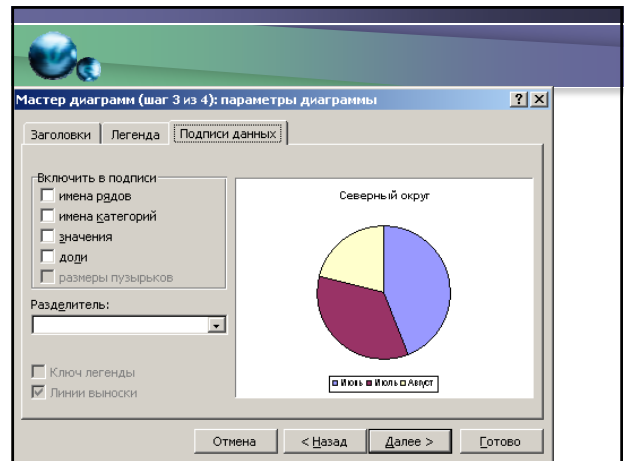 Мастер диаграмм (шаг 3 из 4): параметры диаграммы
Заголовки Легенда Подписи данных
Включить в подписи
имена рядов
имена категорий
значения
доли
размеры пузырьков
Разделитель:
Ключ легенды
Линии выноски
Северный округ
Июнь Июль Август
Отмена < Назад Далее > Готово